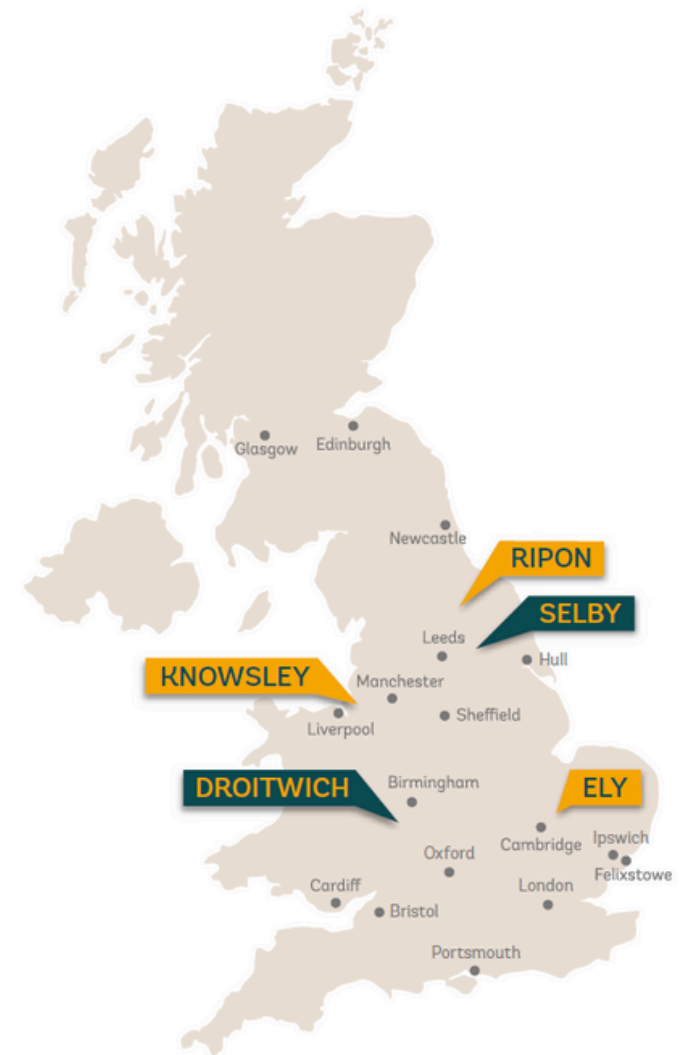 Glasgow
Edinburgh
Newcastle
RIPON
SELBY
Leeds
Hull
KNOWSLEY
Manchester
Liverpool
Sheffield
DROITWICH
Birmingham
ELY
Cambridge
Ipswich
Felixstowe
Oxford
London
Cardiff
Bristol
Portsmouth